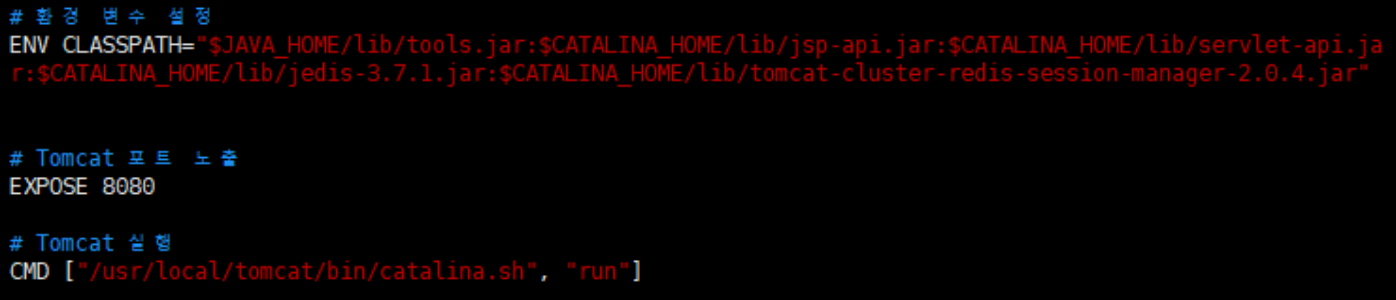 # 환경 변수 설정
ENV CLASSPATH="$JAVA_HOME/lib/tools.jar:$CATALINA_HOME/lib/jsp-api.jar:$CATALINA_HOME/lib/servlet-api.ja
r:$CATALINA_HOME/lib/jedis-3.7.1.jar:$CATALINA_HOME/lib/tomcat-cluster-redis-session-manager-2.0.4.jar"
# Tomcat 포트 노출
EXPOSE 8080
# Tomcat 실행
CMD ["/usr/local/tomcat/bin/catalina.sh", "run"]